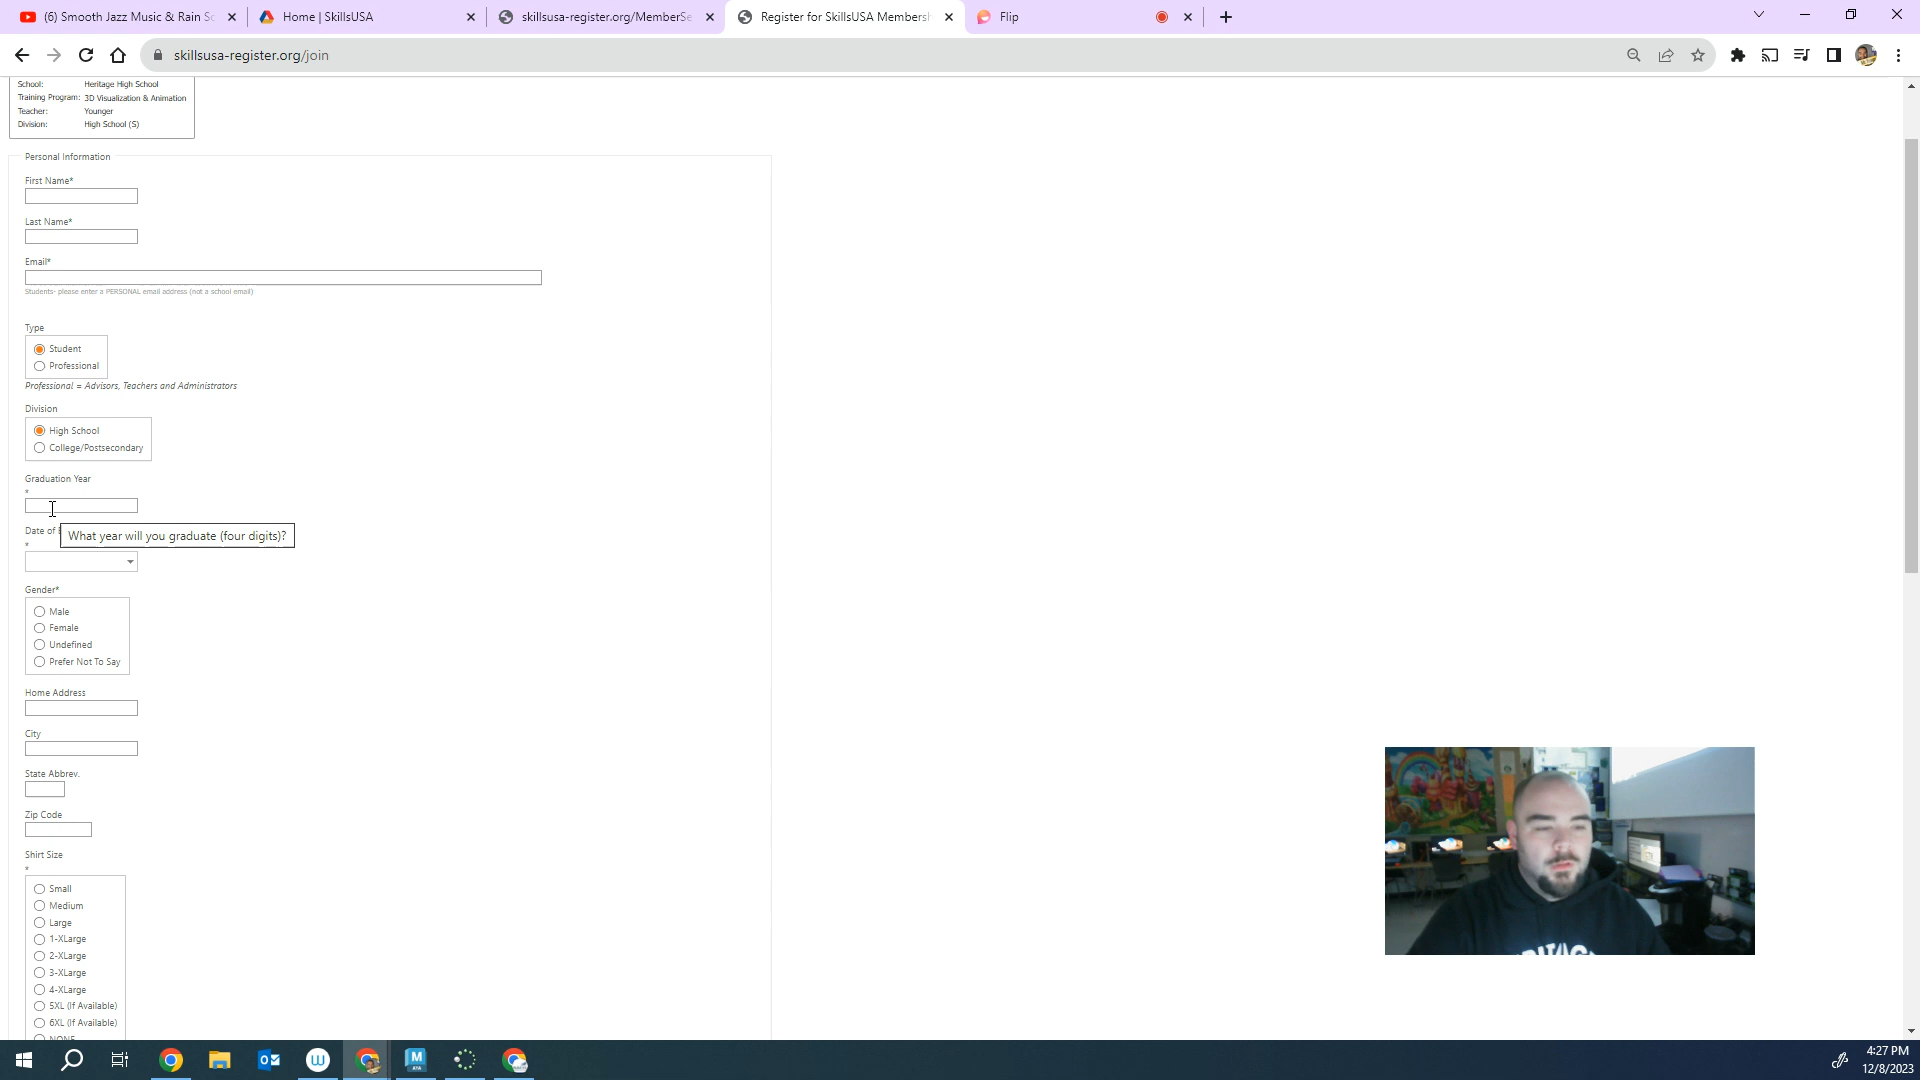 (6) Smooth Jazz Music & Rain So
Home | SkillsUSA
skillsusa-register.org/MemberSe
Register for SkillsUSA Membersh
Flip
skillsusa-register.org/join
School: Heritage High School
Training Program: 3D Visualization & Animation
Teacher: Younger
Division: High School (S)
Personal Information
First Name*
Last Name*
Email*
Students- please enter a PERSONAL email address (not a school email)
Type
Student
Professional
Professional = Advisors, Teachers and Administrators
Division
High School
College/Postsecondary
Graduation Year
*
Date of
What year will you graduate (four digits)?
*
Gender*
Male
Female
Undefined
Prefer Not To Say
Home Address
City
State Abbrev.
Zip Code
Shirt Size
*
Small
Medium
Large
1-XLarge
2-XLarge
3-XLarge
4-XLarge
5XL (If Available)
6XL (If Available)
NONE
4:27 PM
12/8/2023